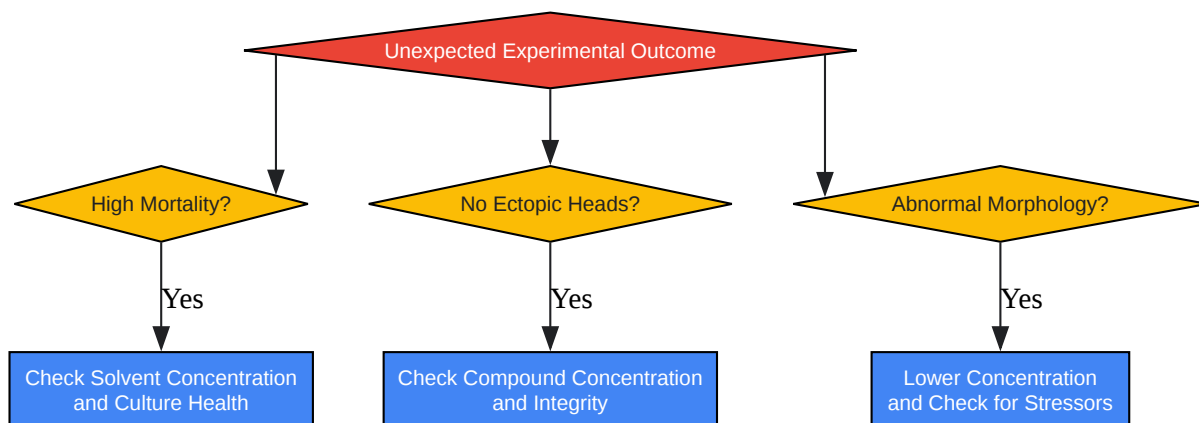 Unexpected Experimental Outcome
High Mortality?
No Ectopic Heads?
Abnormal Morphology?
Yes
Yes
Yes
Check Solvent Concentration
and Culture Health
Check Compound Concentration
and Integrity
Lower Concentration
and Check for Stressors